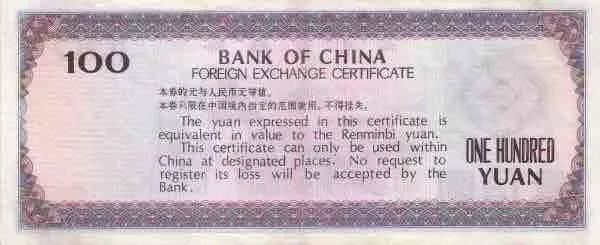 100
BANK OF CHINA
FOREIGN EXCHANGE CERTIFICATE
本券的元与人民币元等值。
本券只限在中国境内指定的范围使用,不得挂失。
The yuan expressed in this certificate is
equivalent in value to the Renminbi yuan.
This certificate can only be used within
China at designated places. No request to
register its loss will be accepted by the
Bank.
ONE HUNDRED
YUAN